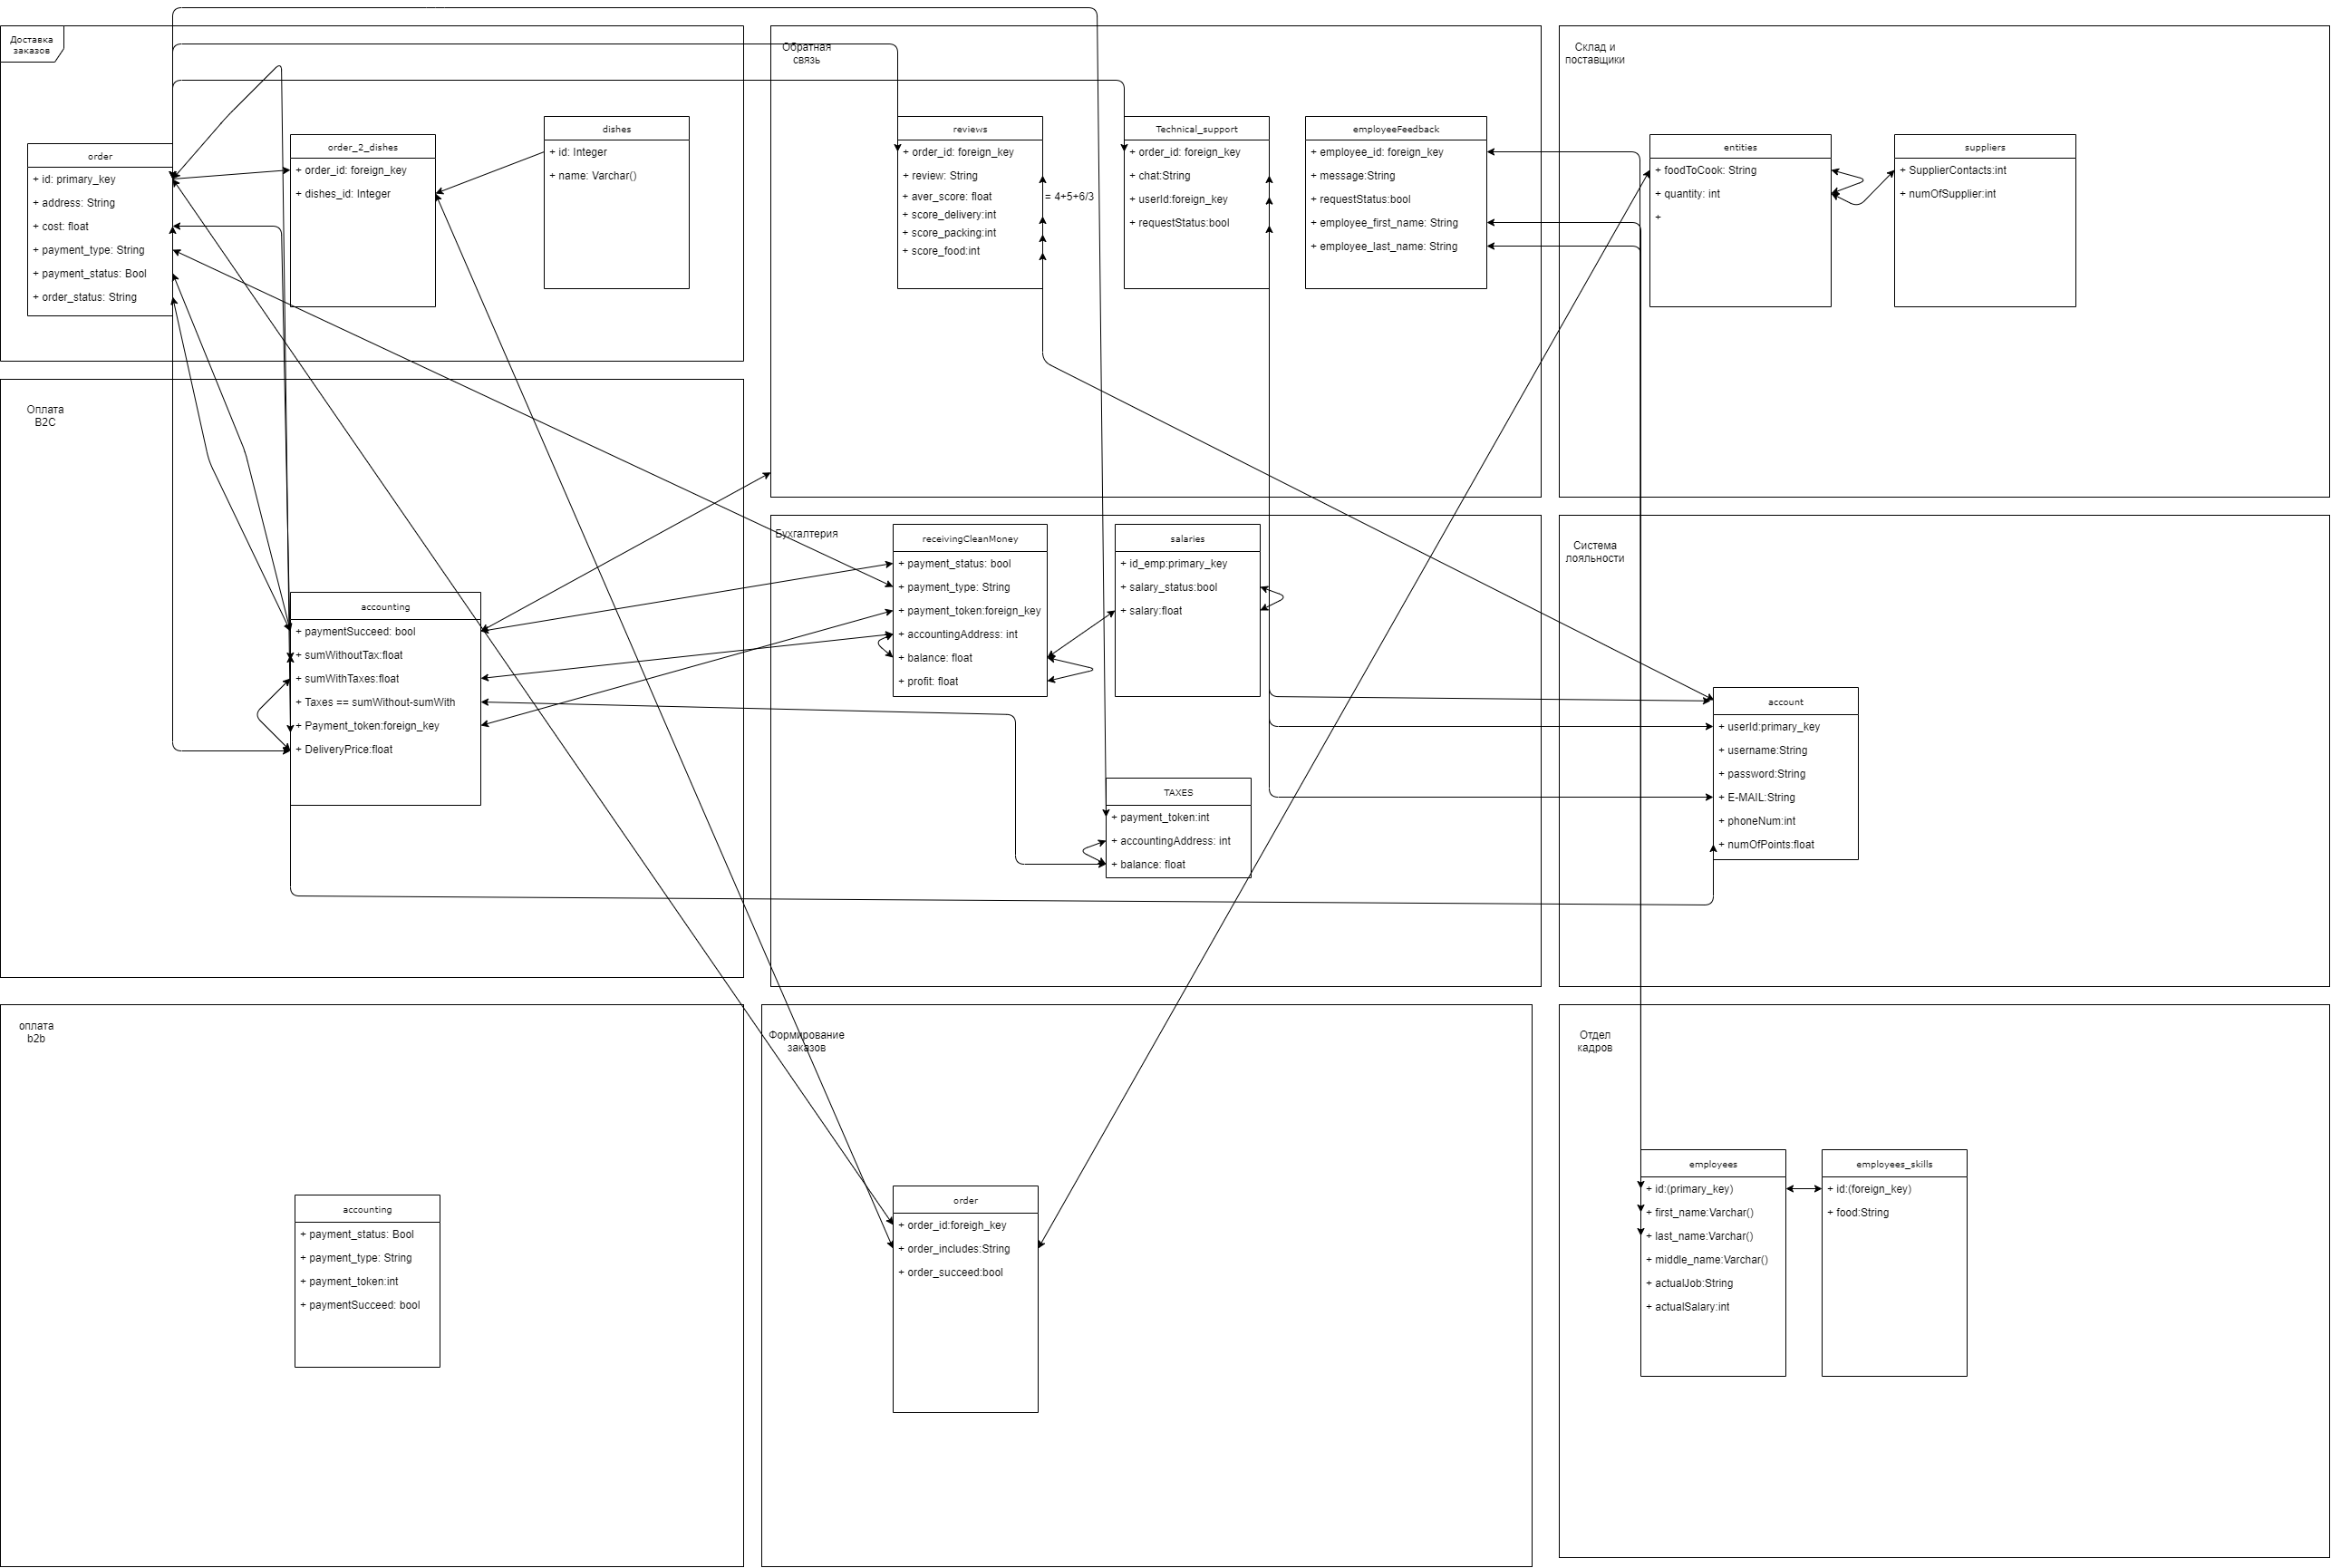 Доставка
заказов
order
+ id: primary_key
+ address: String
+ cost: float
+ payment_type: String
+ payment_status: Bool
+ order_status: String
order_2_dishes
+ order_id: foreign_key
+ dishes_id: Integer
dishes
+ id: Integer
+ name: Varchar()
Обратная
связь
reviews
+ order_id: foreign_key
+ review: String
+ aver_score: float
+ score_delivery:int
+ score_packing:int
+ score_food:int
= 4+5+6/3
Technical_support
+ order_id: foreign_key
+ chat:String
+ userId:foreign_key
+ requestStatus:bool
employeeFeedback
+ employee_id: foreign_key
+ message:String
+ requestStatus:bool
+ employee_first_name: String
+ employee_last_name: String
Склад и
поставщики
entities
+ foodToCook: String
+ quantity: int
+
suppliers
+ SupplierContacts:int
+ numOfSupplier:int
Оплата
B2C
accounting
+ paymentSucceed: bool
+ sumWithoutTax:float
+ sumWithTaxes:float
+ Taxes == sumWithout-sumWith
+ Payment_token:foreign_key
+ DeliveryPrice:float
Бухгалтерия
receivingCleanMoney
+ payment_status: bool
+ payment_type: String
+ payment_token:foreign_key
+ accountingAddress: int
+ balance: float
+ profit: float
salaries
+ id_emp:primary_key
+ salary_status:bool
+ salary:float
TAXES
+ payment_token:int
+ accountingAddress: int
+ balance: float
Система
лояльности
account
+ userId:primary_key
+ username:String
+ password:String
+ E-MAIL:String
+ phoneNum:int
+ numOfPoints:float
оплата
b2b
accounting
+ payment_status: Bool
+ payment_type: String
+ payment_token:int
+ paymentSucceed: bool
Формирование
заказов
order
+ order_id:foreigh_key
+ order_includes:String
+ order_succeed:bool
Отдел
кадров
employees
+ id:(primary_key)
+ first_name:Varchar()
+ last_name:Varchar()
+ middle_name:Varchar()
+ actualJob:String
+ actualSalary:int
employees_skills
+ id:(foreign_key)
+ food:String